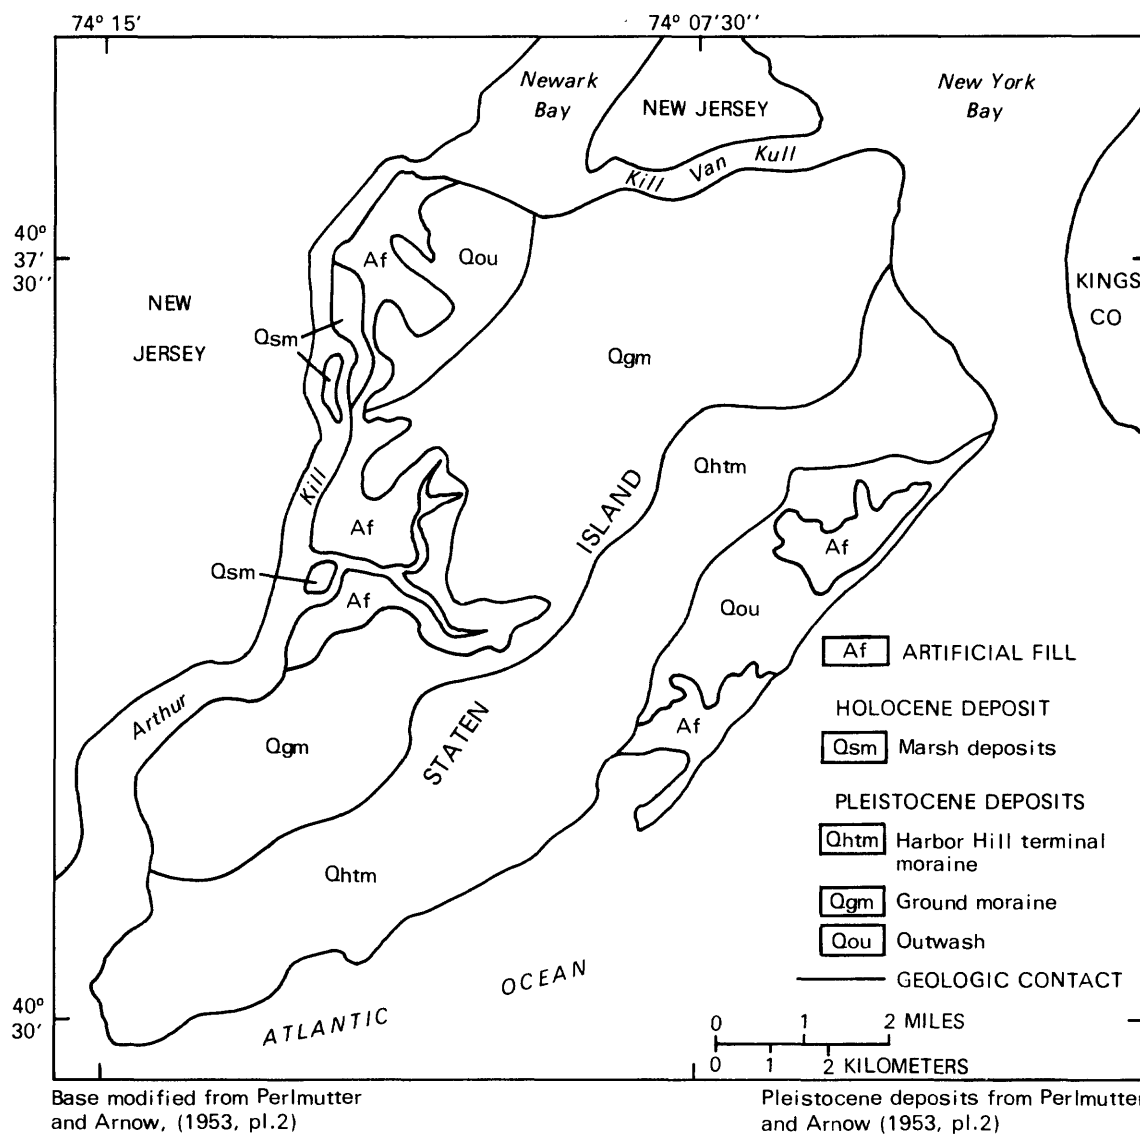 74° 15'
74° 07'30''
Newark
Bay
NEW JERSEY
New York
Bay
Kill Van Kull
40°
37'
30''
Af
Qou
KINGS
CO
NEW
JERSEY
Qsm
Qgm
Qhtm
Kill
ISLAND
Af
Af
Qsm
Af
Qou
Af ARTIFICIAL FILL
Arthur
HOLOCENE DEPOSIT
STATEN
Af
Qgm
Qsm Marsh deposits
PLEISTOCENE DEPOSITS
Qhtm Harbor Hill terminal
moraine
Qhtm
Qgm Ground moraine
Qou Outwash
OCEAN
GEOLOGIC CONTACT
40°
30'
ATLANTIC
0 1 2 MILES
0 1 2 KILOMETERS
Base modified from Perlmutter
and Arnow, (1953, pl.2)
Pleistocene deposits from Perlmutter
and Arnow (1953, pl.2)